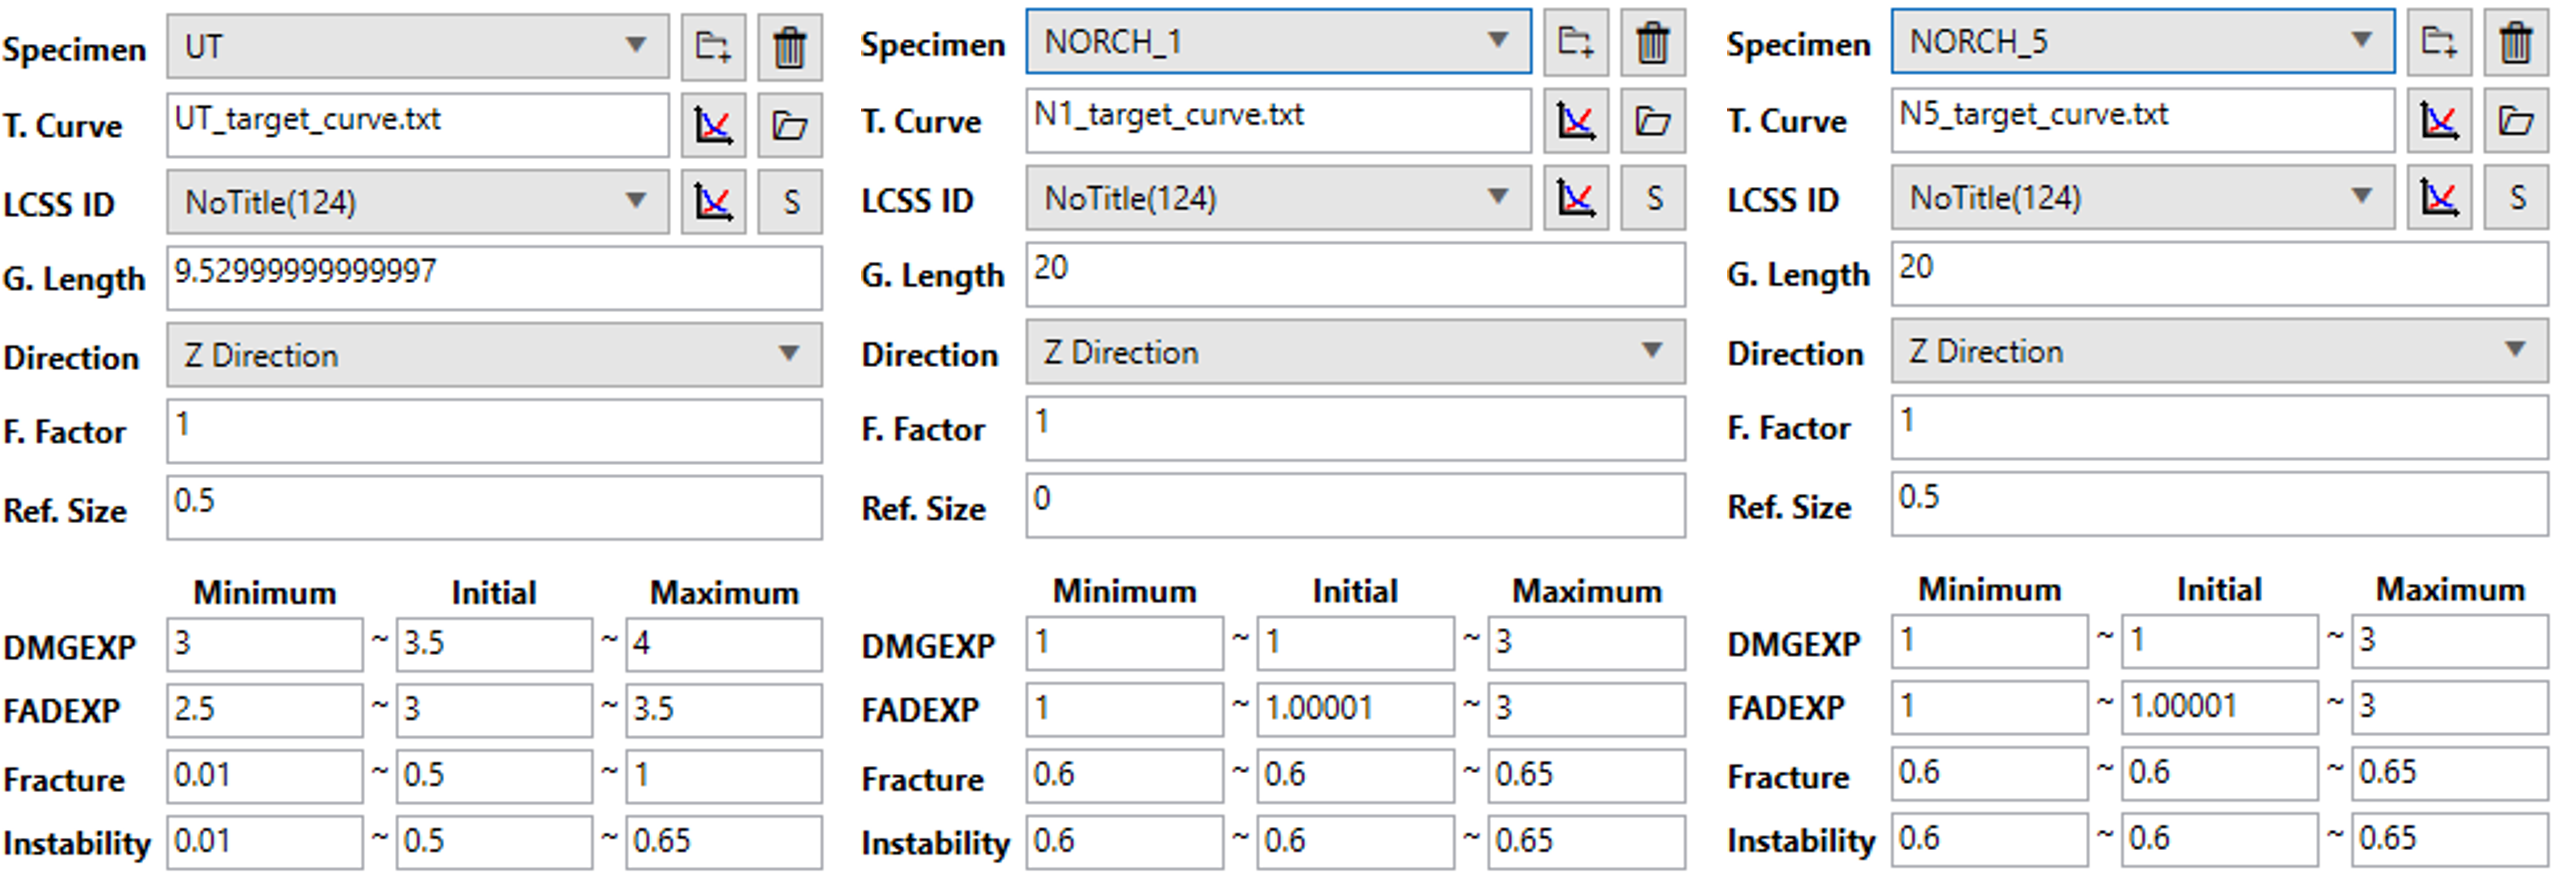 Specimen UT
T. Curve UT_target_curve.txt
LCSS ID NoTitle(124) S
G. Length 9.52999999999997
Direction Z Direction
F. Factor 1
Ref. Size 0.5
Minimum Initial Maximum
DMGEXP 3 ~ 3.5 ~ 4
FADEXP 2.5 ~ 3 ~ 3.5
Fracture 0.01 ~ 0.5 ~ 1
Instability 0.01 ~ 0.5 ~ 0.65
Specimen NORCH_1
T. Curve N1_target_curve.txt
LCSS ID NoTitle(124) S
G. Length 20
Direction Z Direction
F. Factor 1
Ref. Size 0
Minimum Initial Maximum
DMGEXP 1 ~ 1 ~ 3
FADEXP 1 ~ 1.00001 ~ 3
Fracture 0.6 ~ 0.6 ~ 0.65
Instability 0.6 ~ 0.6 ~ 0.65
Specimen NORCH_5
T. Curve N5_target_curve.txt
LCSS ID NoTitle(124) S
G. Length 20
Direction Z Direction
F. Factor 1
Ref. Size 0.5
Minimum Initial Maximum
DMGEXP 1 ~ 1 ~ 3
FADEXP 1 ~ 1.00001 ~ 3
Fracture 0.6 ~ 0.6 ~ 0.65
Instability 0.6 ~ 0.6 ~ 0.65